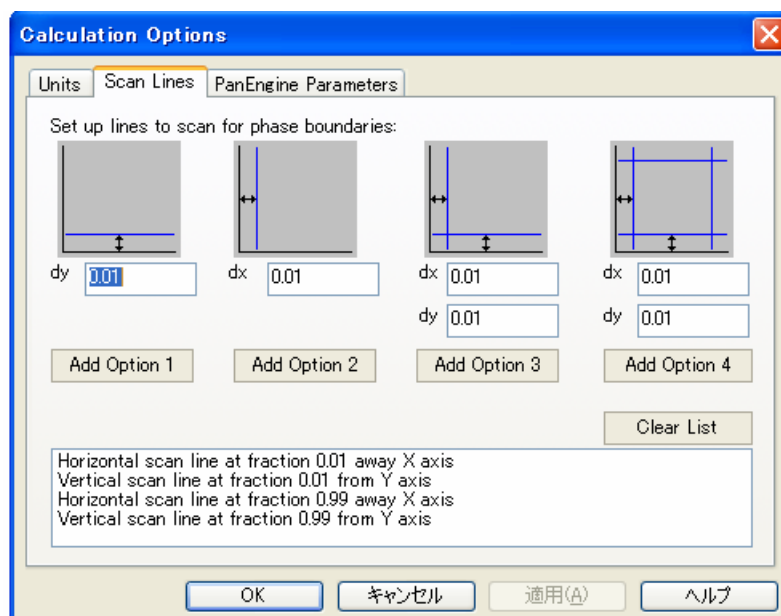 Calculation Options
Units Scan Lines PanEngine Parameters
Set up lines to scan for phase boundaries:
dy 0.01 dx 0.01 dx 0.01 dx 0.01
dy 0.01 dy 0.01
Add Option 1 Add Option 2 Add Option 3 Add Option 4
Clear List
Horizontal scan line at fraction 0.01 away X axis
Vertical scan line at fraction 0.01 from Y axis
Horizontal scan line at fraction 0.99 away X axis
Vertical scan line at fraction 0.99 from Y axis
OK キャンセル 適用(A) ヘルプ